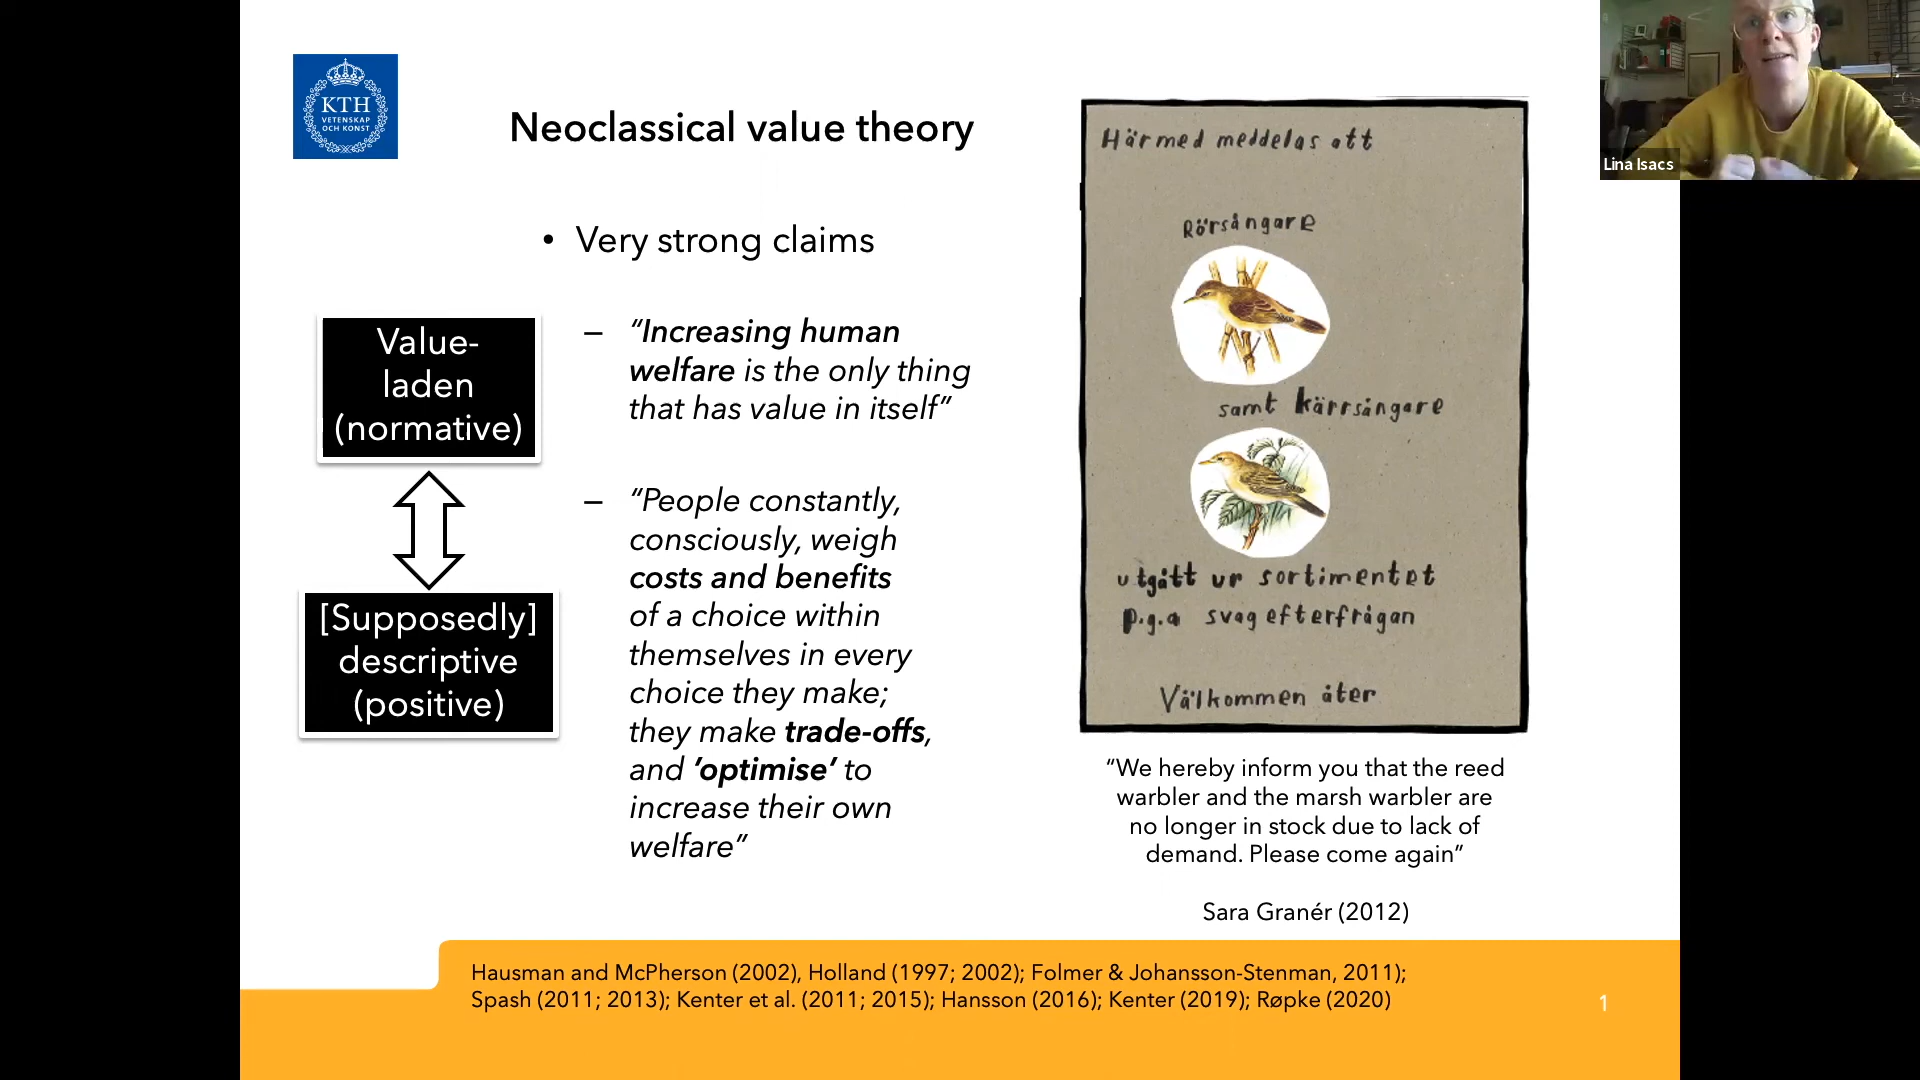 KTH
VETENSKAP
OCH KONST
Neoclassical value theory
• Very strong claims
Value-
laden
(normative)
[Supposedly]
descriptive
(positive)
– “Increasing human
welfare is the only thing
that has value in itself”
– “People constantly,
consciously, weigh
costs and benefits
of a choice within
themselves in every
choice they make;
they make trade-offs,
and ’optimise’ to
increase their own
welfare”
Härmed meddelas att
Rörsångare
samt kärrsångare
utgått ur sortimentet
p.g.a svag efterfrågan
Välkommen åter
“We hereby inform you that the reed
warbler and the marsh warbler are
no longer in stock due to lack of
demand. Please come again”
Sara Granér (2012)
Lina Isacs
Hausman and McPherson (2002), Holland (1997; 2002); Folmer & Johansson-Stenman, 2011);
Spash (2011; 2013); Kenter et al. (2011; 2015); Hansson (2016); Kenter (2019); Røpke (2020)
1